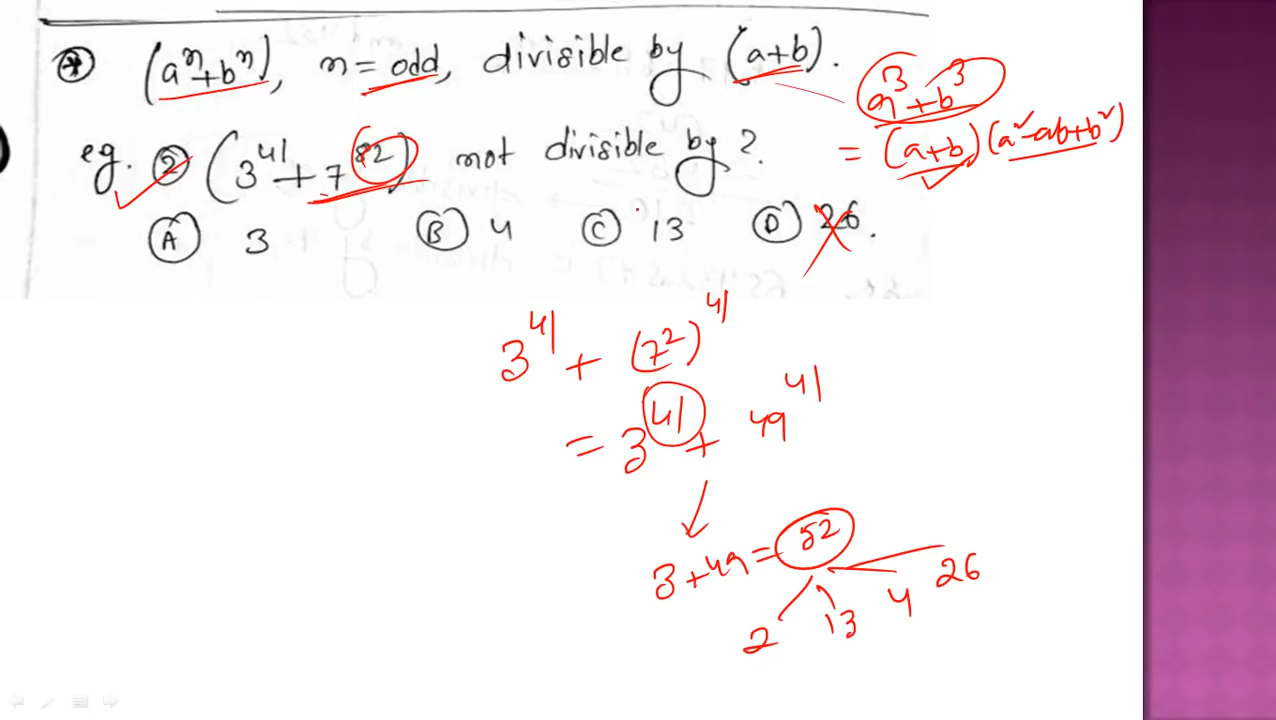 (aⁿ+bⁿ), n = odd, divisible by (a+b).
a³+b³
= (a+b)(a²-ab+b²)
eg. ② (3⁴¹ + 7⁸²) not divisible by ?.
Ⓐ 3 Ⓑ 4 Ⓒ 13 Ⓓ 26.
3⁴¹ + (7²)⁴¹
= 3⁴¹ + 49⁴¹
3+49 = 52
2 13 4 26